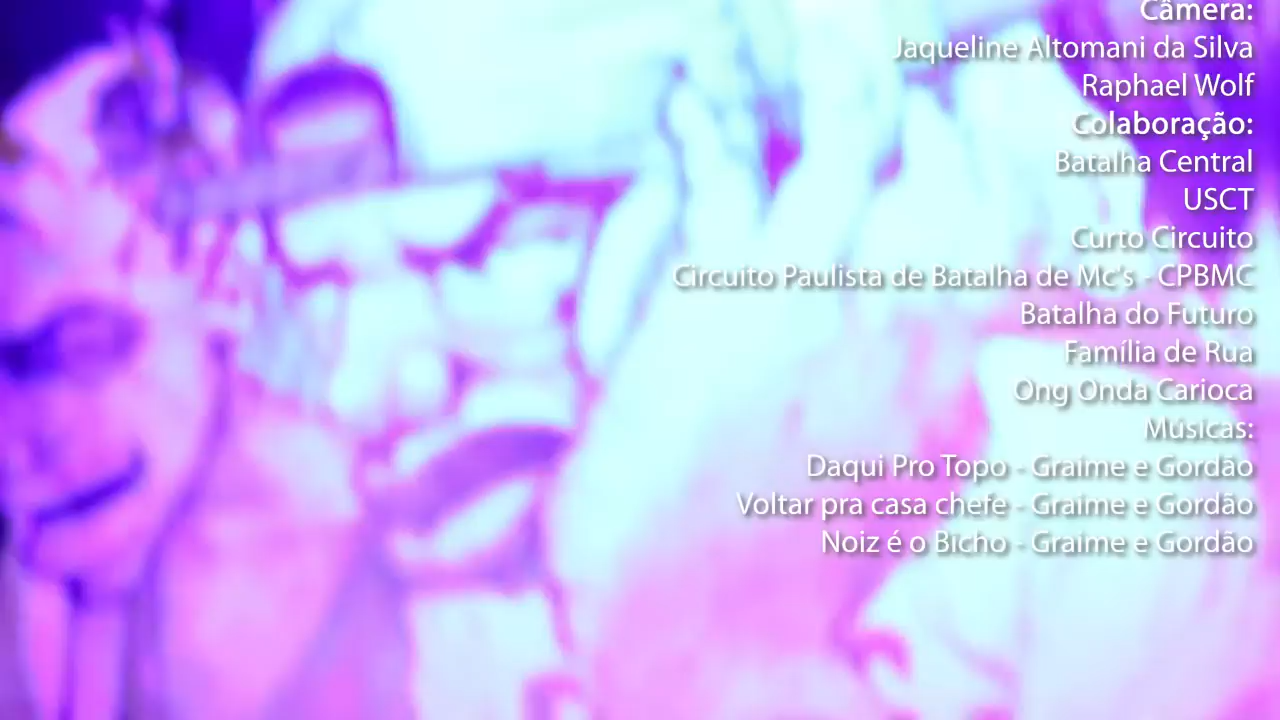 Câmera:
Jaqueline Altomani da Silva
Raphael Wolf
Colaboração:
Batalha Central
USCT
Curto Circuito
Circuito Paulista de Batalha de Mc's - CPBMC
Batalha do Futuro
Família de Rua
Ong Onda Carioca
Músicas:
Daqui Pro Topo - Graime e Gordão
Voltar pra casa chefe - Graime e Gordão
Noiz é o Bicho - Graime e Gordão